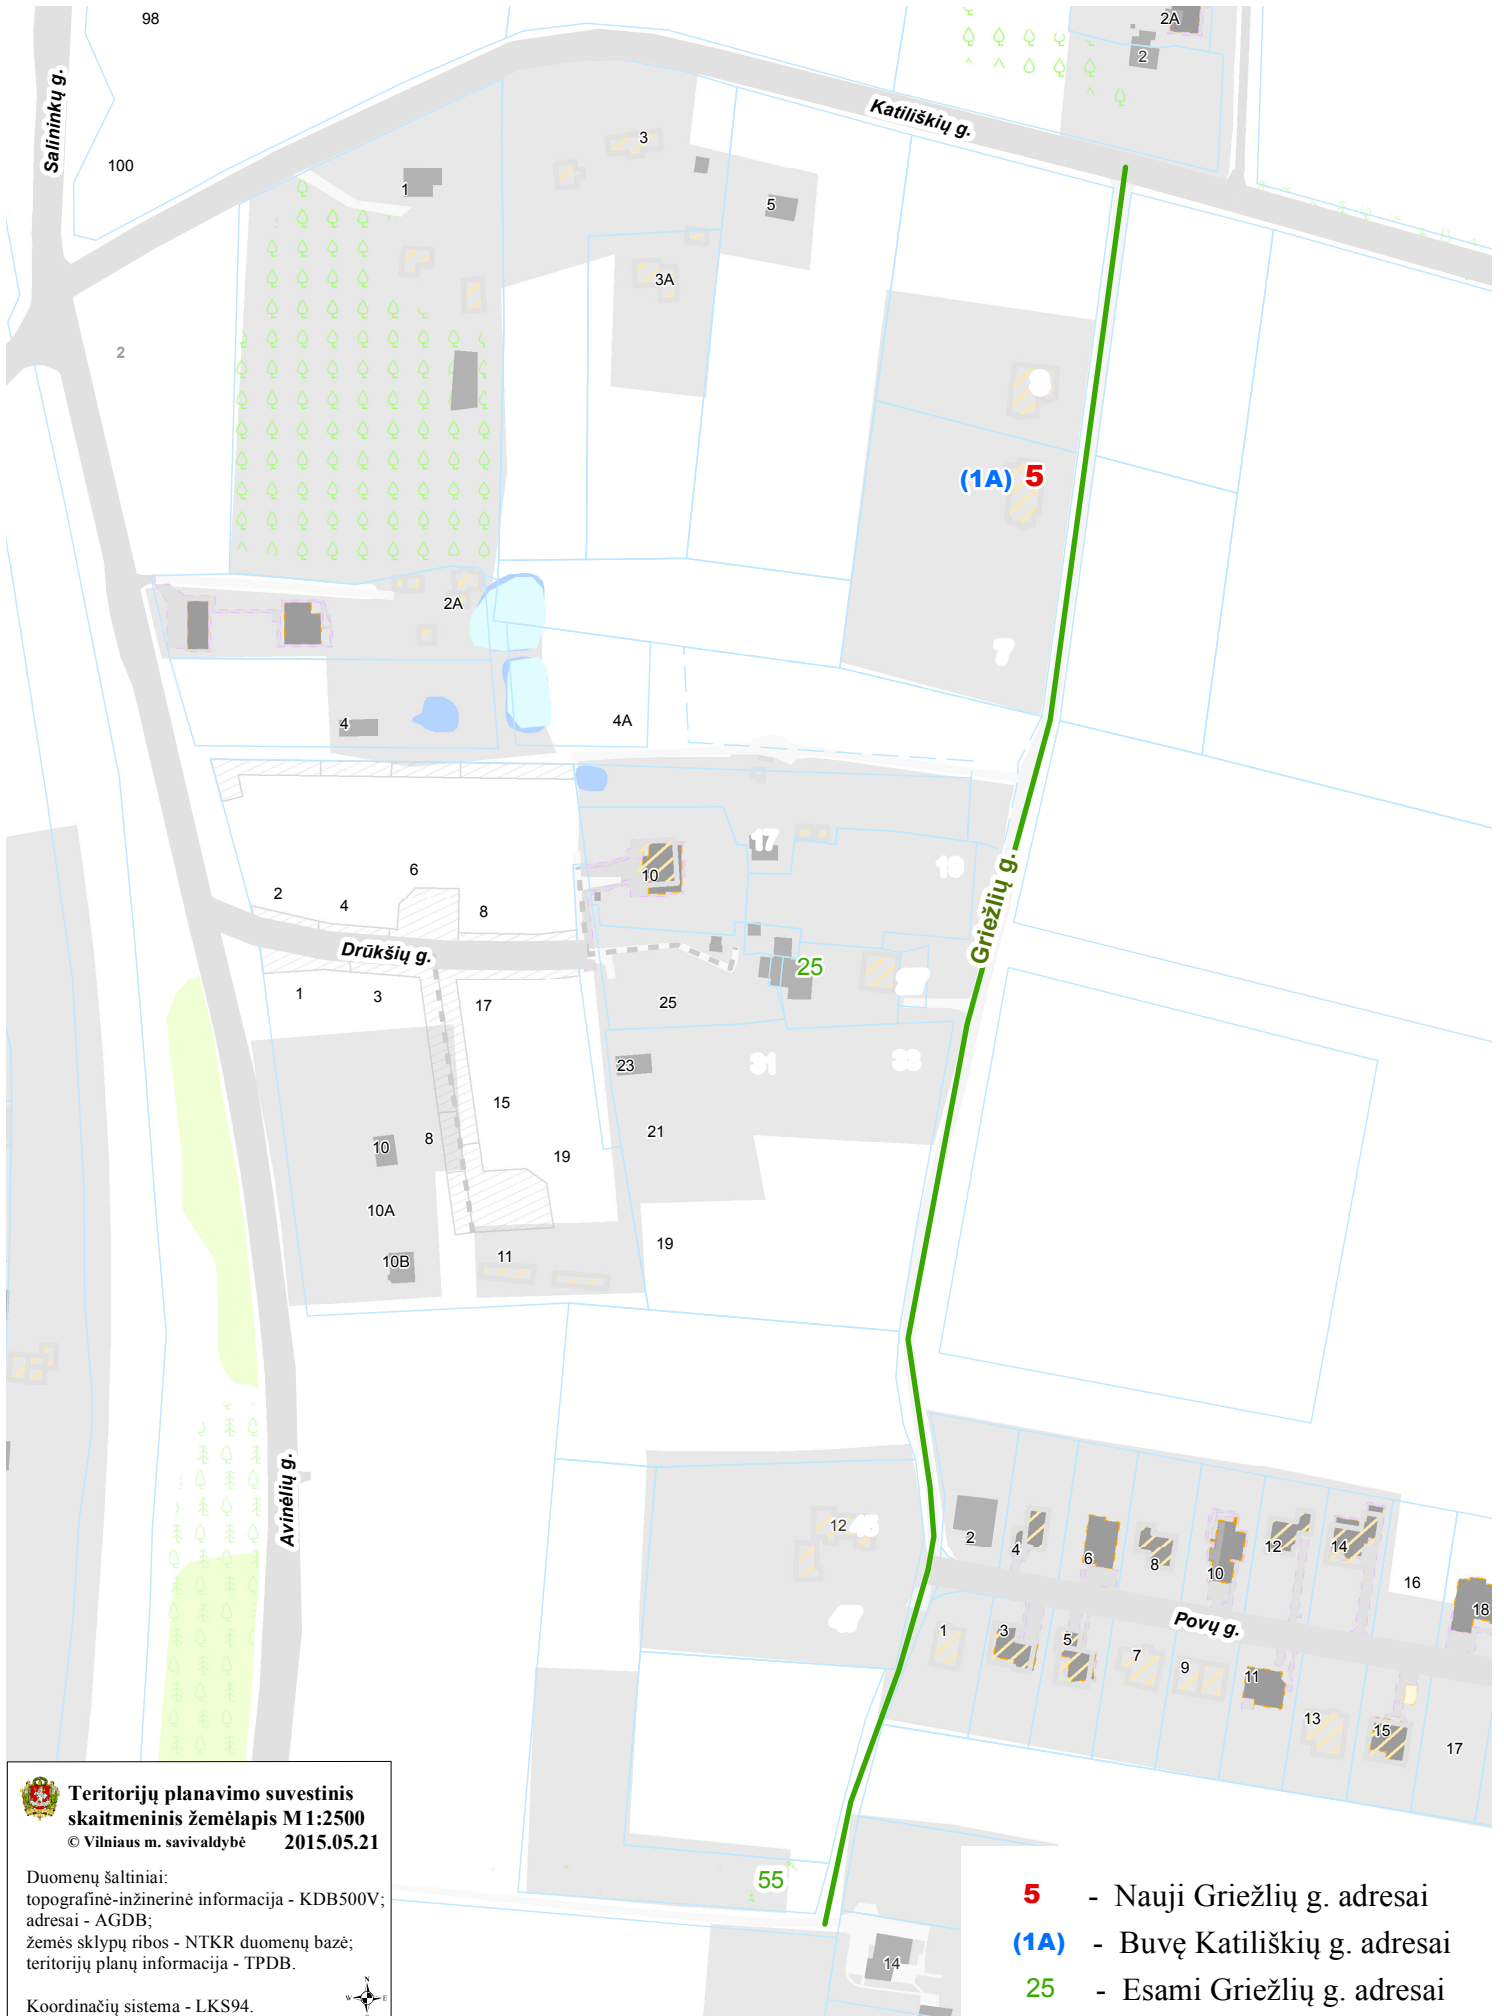 98
2A
2
Salininkų g.
Katiliškių g.
100
3
1
5
3A
2
(1A) 5
2A
7
4
4A
17
6
10
2
4
8
Drūkšių g.
Griežlių g.
25
1
3
17
25
23
31
33
15
10
8
21
19
10A
19
10B
11
Avinėlių g.
12
2
4
6
8
10
12
14
16
18
Povų g.
1
3
5
7
9
11
13
15
17
55
14
Teritorijų planavimo suvestinis
skaitmeninis žemėlapis M 1:2500
© Vilniaus m. savivaldybė 2015.05.21
Duomenų šaltiniai:
topografinė-inžinerinė informacija - KDB500V;
adresai - AGDB;
žemės sklypų ribos - NTKR duomenų bazė;
teritorijų planų informacija - TPDB.
Koordinačių sistema - LKS94.
N
W E
5 - Nauji Griežlių g. adresai
(1A) - Buvę Katiliškių g. adresai
25 - Esami Griežlių g. adresai